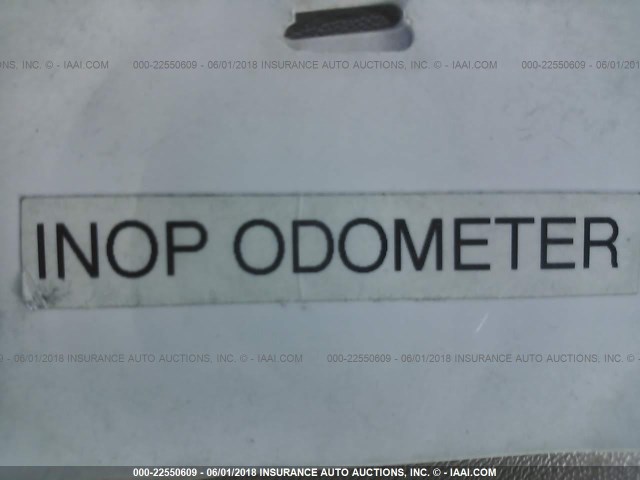 NS, INC. © - IAAI.COM 000-22550609 - 06/01/2018 INSURANCE AUTO AUCTIONS, INC. © - IAAI.COM 000-22550609 - 06/01/2018
INOP ODOMETER
000-22550609 - 06/01/2018 INSURANCE AUTO AUCTIONS, INC. © - IAAI.COM 000-22550609 - 06/01/2018 INSURANCE AUTO AUCTIONS, INC. © -
000-22550609 - 06/01/2018 INSURANCE AUTO AUCTIONS, INC. © - IAAI.COM